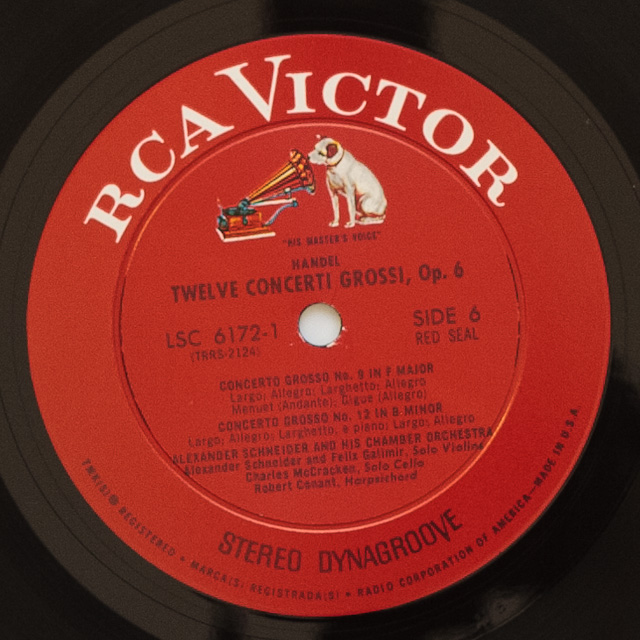 RCA VICTOR
"HIS MASTER'S VOICE"
HANDEL
TWELVE CONCERTI GROSSI, Op. 6
LSC 6172-1
(TRRS-2124)
SIDE 6
RED SEAL
CONCERTO GROSSO No. 9 IN F MAJOR
Largo; Allegro; Larghetto; Allegro
Menuet (Andante); Gigue (Allegro)
CONCERTO GROSSO No. 12 IN B MINOR
Largo; Allegro; Larghetto, e piano; Largo; Allegro
ALEXANDER SCHNEIDER AND HIS CHAMBER ORCHESTRA
Alexander Schneider and Felix Galimir, Solo Violins
Charles McCracken, Solo Cello
Robert Conant, Harpsichord
STEREO DYNAGROOVE
TMK(S) ® REGISTERED • MARCA(S) REGISTRADA(S) • RADIO CORPORATION OF AMERICA—MADE IN U.S.A.